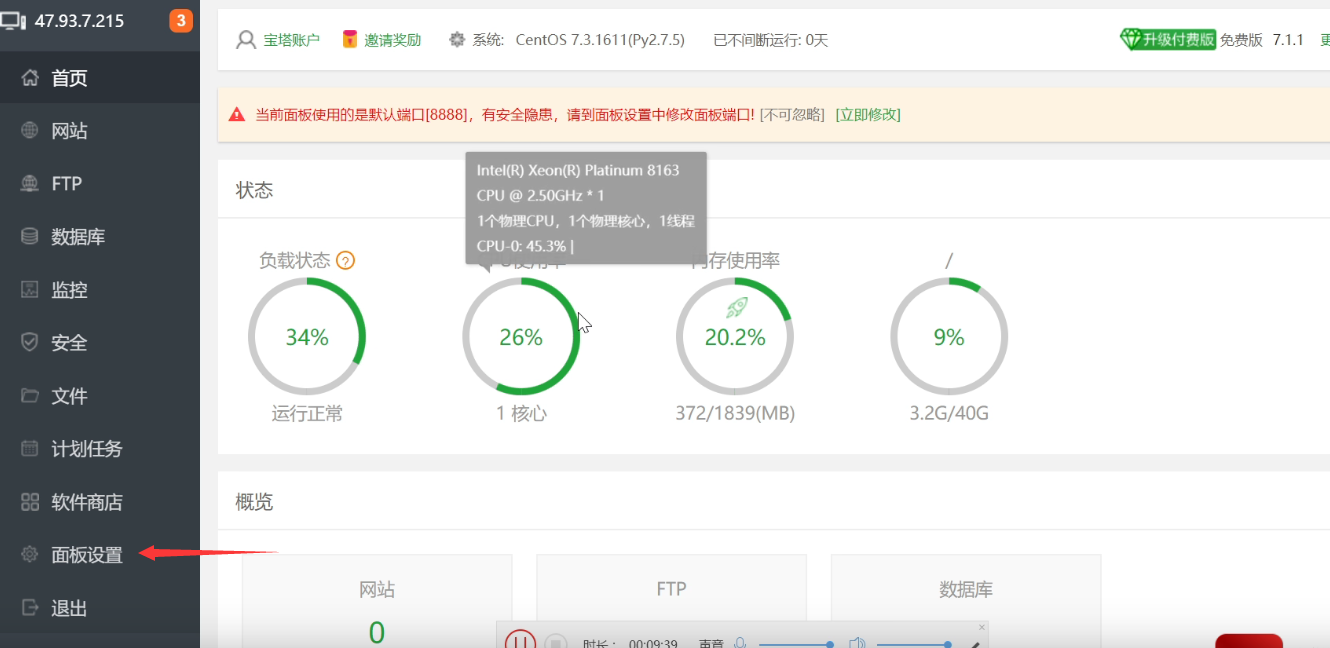 47.93.7.215 3
首页
网站
FTP
数据库
监控
安全
文件
计划任务
软件商店
面板设置
退出
宝塔账户 邀请奖励 系统: CentOS 7.3.1611(Py2.7.5) 已不间断运行: 0天 升级付费版 免费版 7.1.1
当前面板使用的是默认端口[8888]，有安全隐患，请到面板设置中修改面板端口! [不可忽略] [立即修改]
状态
Intel(R) Xeon(R) Platinum 8163
CPU @ 2.50GHz * 1
1个物理CPU，1个物理核心，1线程
CPU-0: 45.3% |
负载状态 ? 内存使用率 /
34% 26% 20.2% 9%
运行正常 1 核心 372/1839(MB) 3.2G/40G
概览
网站 FTP 数据库
0
时长： 00:09:39 声音